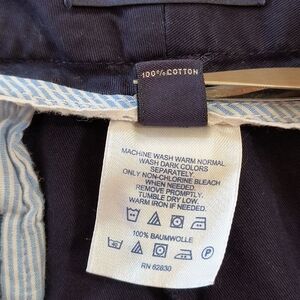 100% COTTON
MACHINE WASH WARM NORMAL.
WASH DARK COLORS
SEPARATELY.
ONLY NON-CHLORINE BLEACH
WHEN NEEDED.
REMOVE PROMPTLY.
TUMBLE DRY LOW.
WARM IRON IF NEEDED.
100% BAUMWOLLE
P
RN 62830